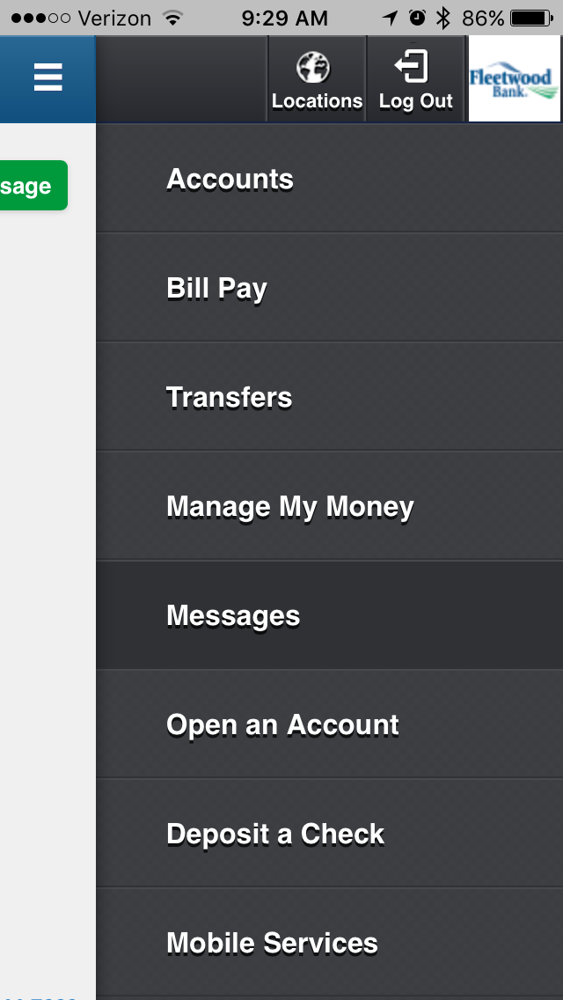 Verizon 9:29 AM 86%
Locations Log Out
Fleetwood
Bank.
sage
Accounts
Bill Pay
Transfers
Manage My Money
Messages
Open an Account
Deposit a Check
Mobile Services